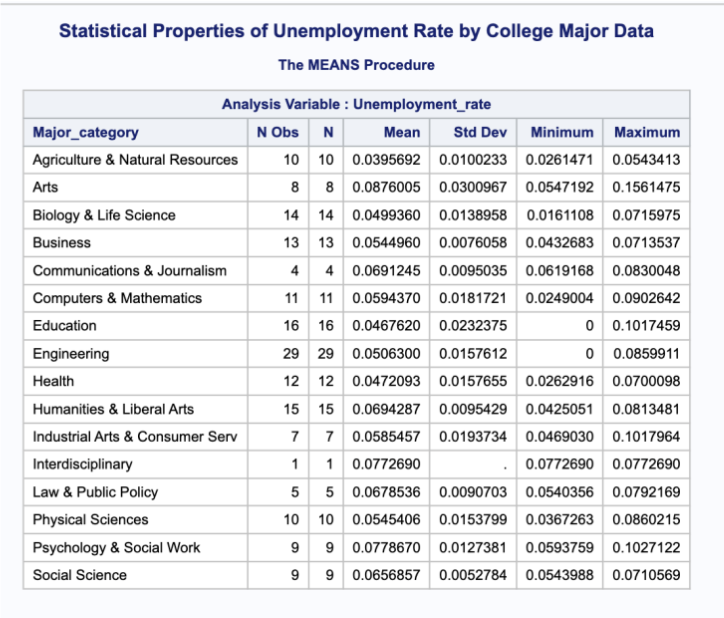 Statistical Properties of Unemployment Rate by College Major Data
The MEANS Procedure
Analysis Variable : Unemployment_rate
Major_category N Obs N Mean Std Dev Minimum Maximum
Agriculture & Natural Resources 10 10 0.0395692 0.0100233 0.0261471 0.0543413
Arts 8 8 0.0876005 0.0300967 0.0547192 0.1561475
Biology & Life Science 14 14 0.0499360 0.0138958 0.0161108 0.0715975
Business 13 13 0.0544960 0.0076058 0.0432683 0.0713537
Communications & Journalism 4 4 0.0691245 0.0095035 0.0619168 0.0830048
Computers & Mathematics 11 11 0.0594370 0.0181721 0.0249004 0.0902642
Education 16 16 0.0467620 0.0232375 0 0.1017459
Engineering 29 29 0.0506300 0.0157612 0 0.0859911
Health 12 12 0.0472093 0.0157655 0.0262916 0.0700098
Humanities & Liberal Arts 15 15 0.0694287 0.0095429 0.0425051 0.0813481
Industrial Arts & Consumer Serv 7 7 0.0585457 0.0193734 0.0469030 0.1017964
Interdisciplinary 1 1 0.0772690 . 0.0772690 0.0772690
Law & Public Policy 5 5 0.0678536 0.0090703 0.0540356 0.0792169
Physical Sciences 10 10 0.0545406 0.0153799 0.0367263 0.0860215
Psychology & Social Work 9 9 0.0778670 0.0127381 0.0593759 0.1027122
Social Science 9 9 0.0656857 0.0052784 0.0543988 0.0710569